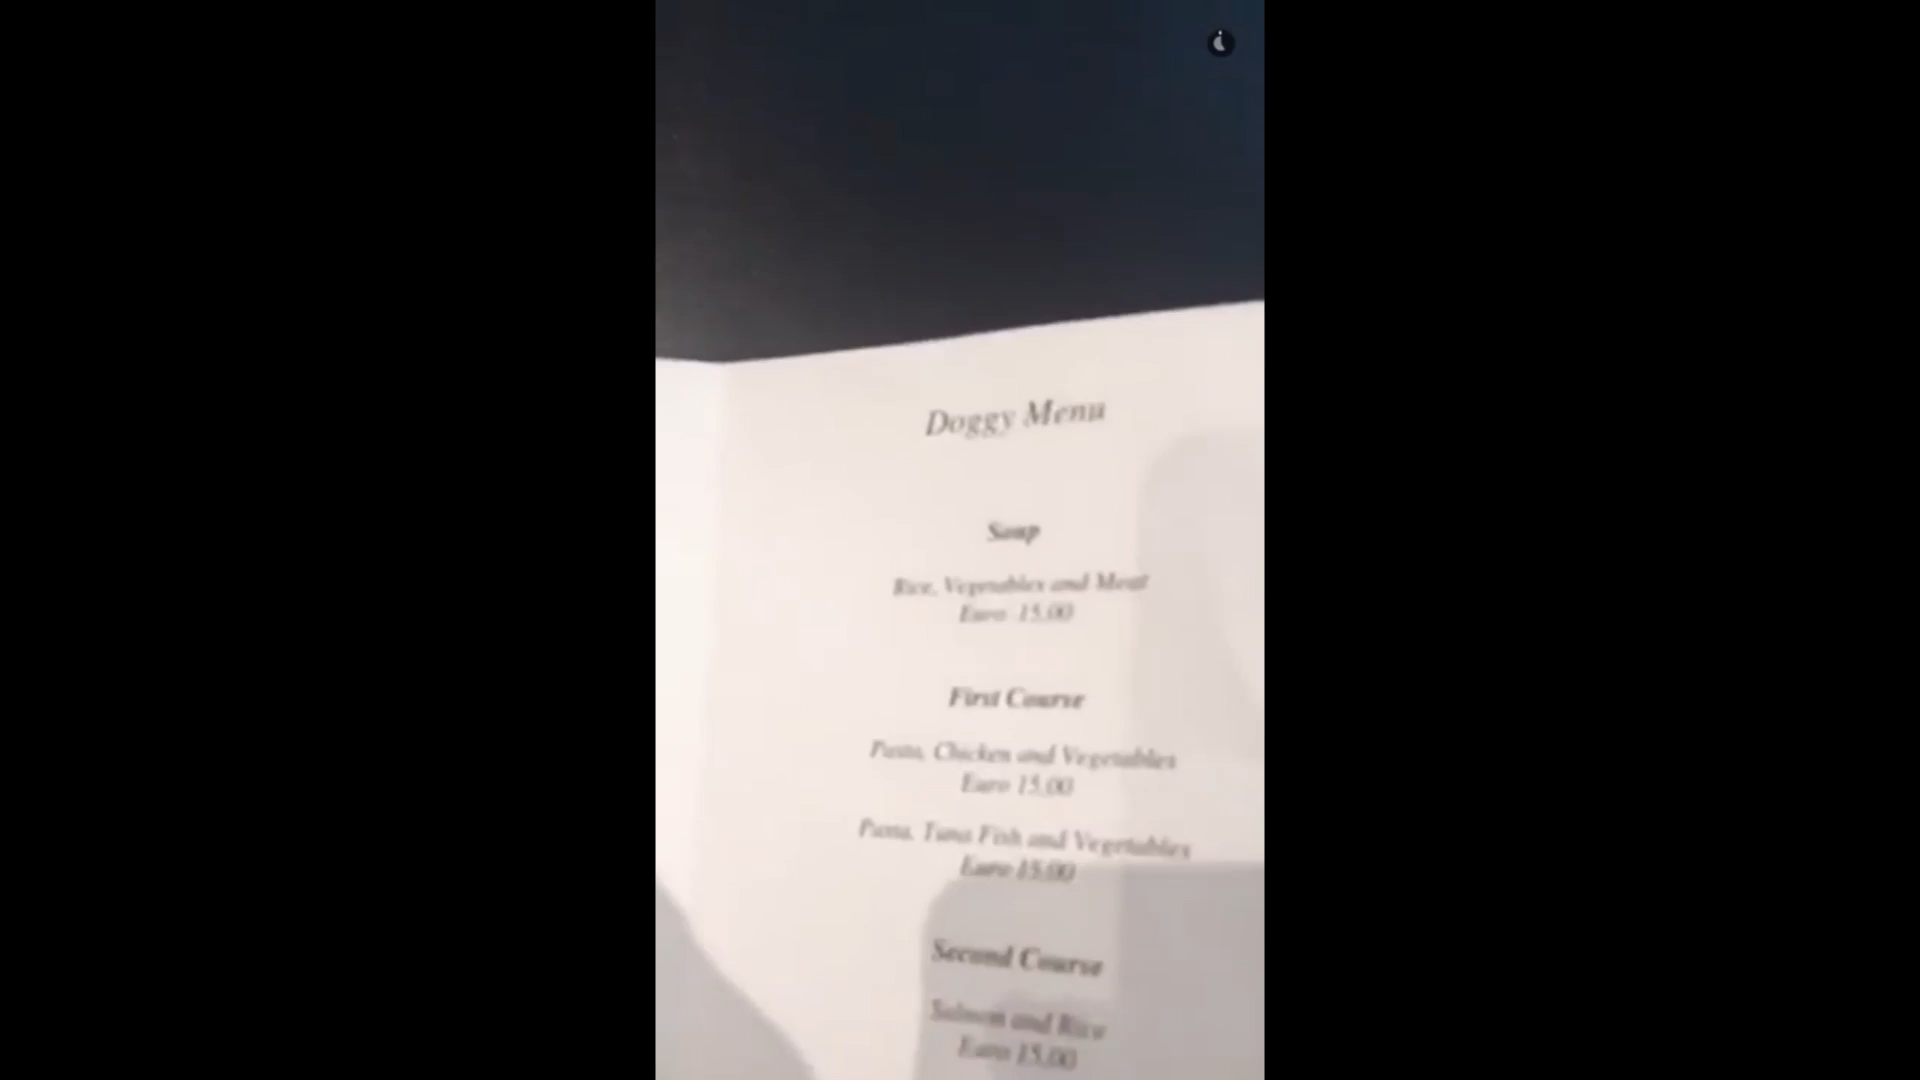 Doggy Menu
Soup
Rice, Vegetables and Meat
Euro 15,00
First Course
Pasta, Chicken and Vegetables
Euro 15,00
Pasta, Tuna Fish and Vegetables
Euro 15,00
Second Course
Salmon and Rice
Euro 15,00